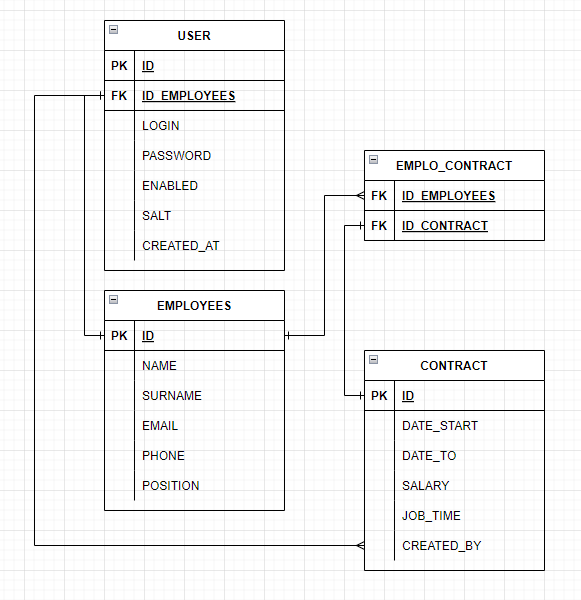 USER
PK ID
FK ID_EMPLOYEES
LOGIN
PASSWORD
ENABLED
SALT
CREATED_AT
EMPLOYEES
PK ID
NAME
SURNAME
EMAIL
PHONE
POSITION
EMPLO_CONTRACT
FK ID_EMPLOYEES
FK ID_CONTRACT
CONTRACT
PK ID
DATE_START
DATE_TO
SALARY
JOB_TIME
CREATED_BY